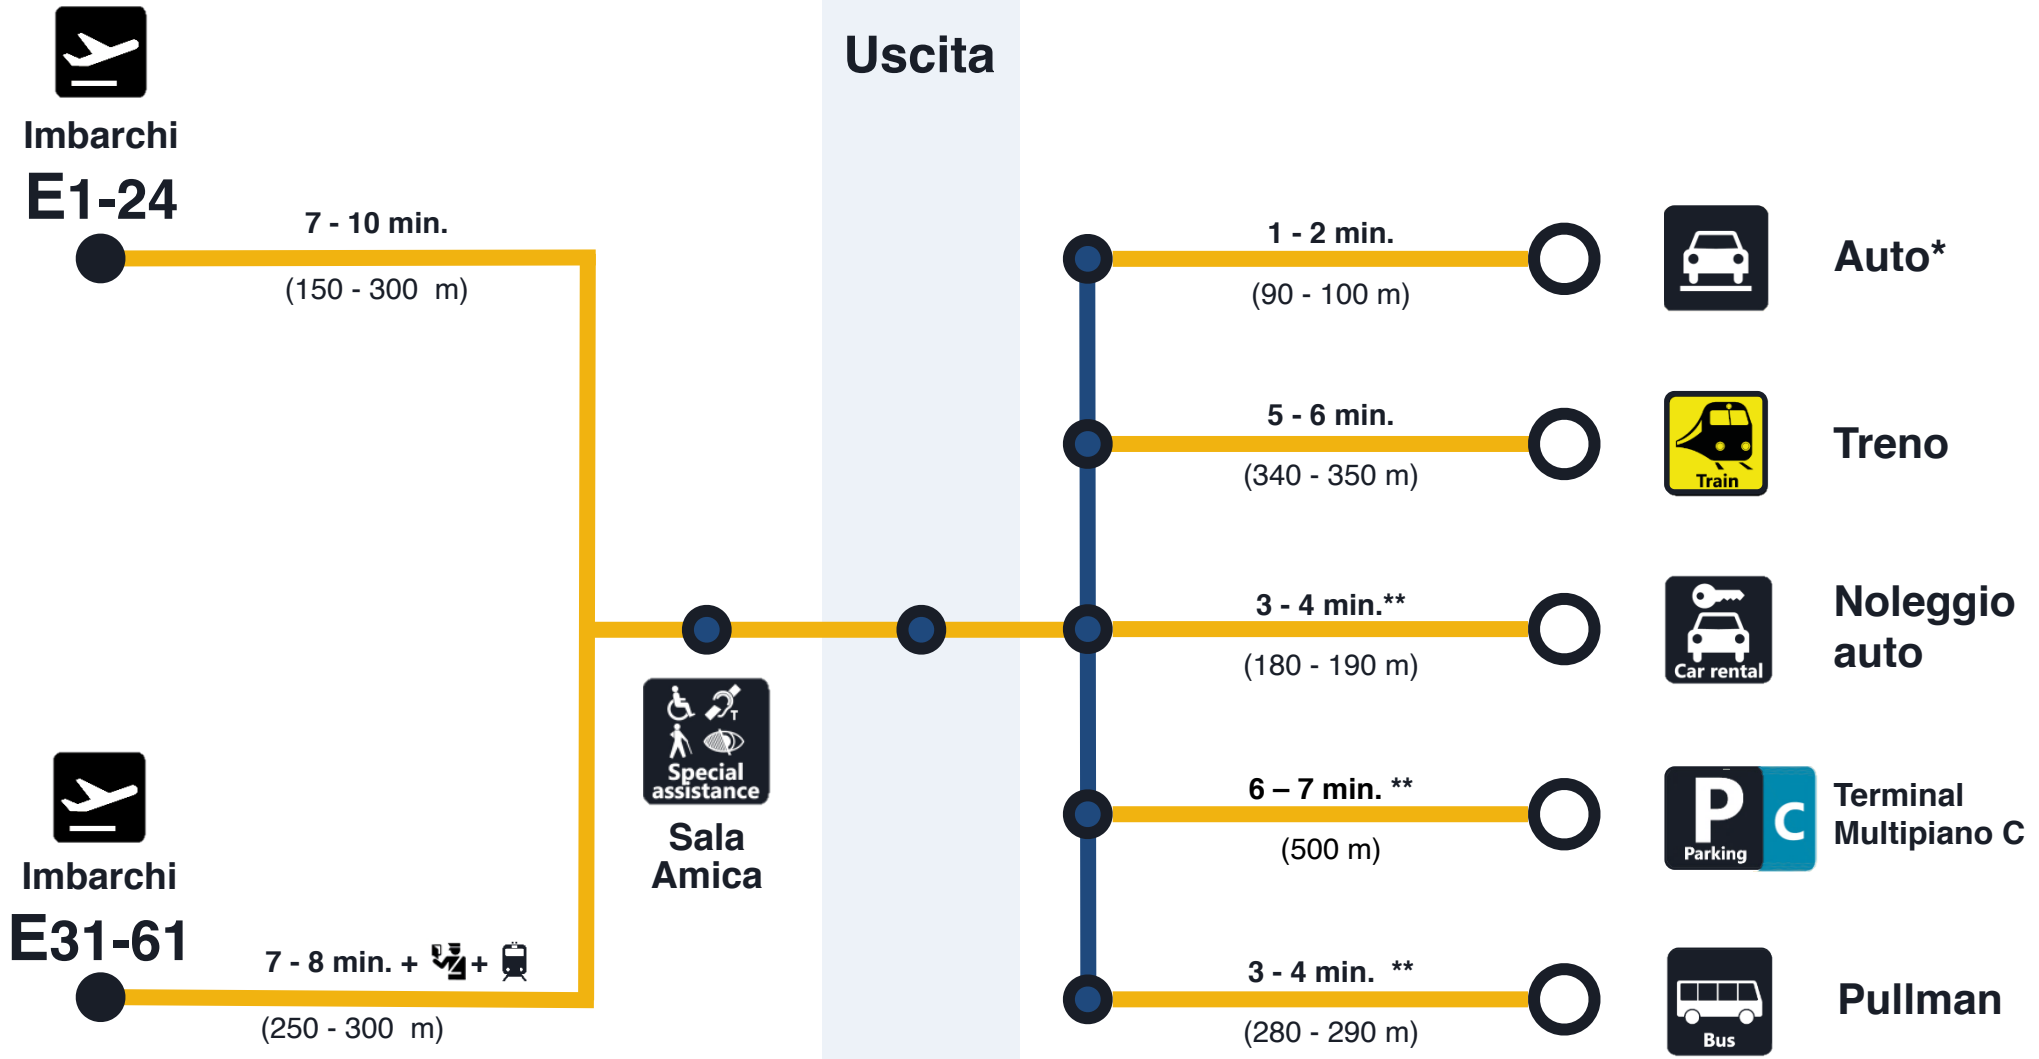 Uscita
Imbarchi
E1-24
7 - 10 min.
(150 - 300 m)
1 - 2 min.
(90 - 100 m)
Auto*
5 - 6 min.
(340 - 350 m)
Train
Treno
3 - 4 min.**
(180 - 190 m)
Car rental
Noleggio
auto
T
Special
assistance
Sala
Amica
6 – 7 min. **
(500 m)
P
Parking
C
Terminal
Multipiano C
Imbarchi
E31-61
7 - 8 min. + +
(250 - 300 m)
3 - 4 min. **
(280 - 290 m)
Bus
Pullman